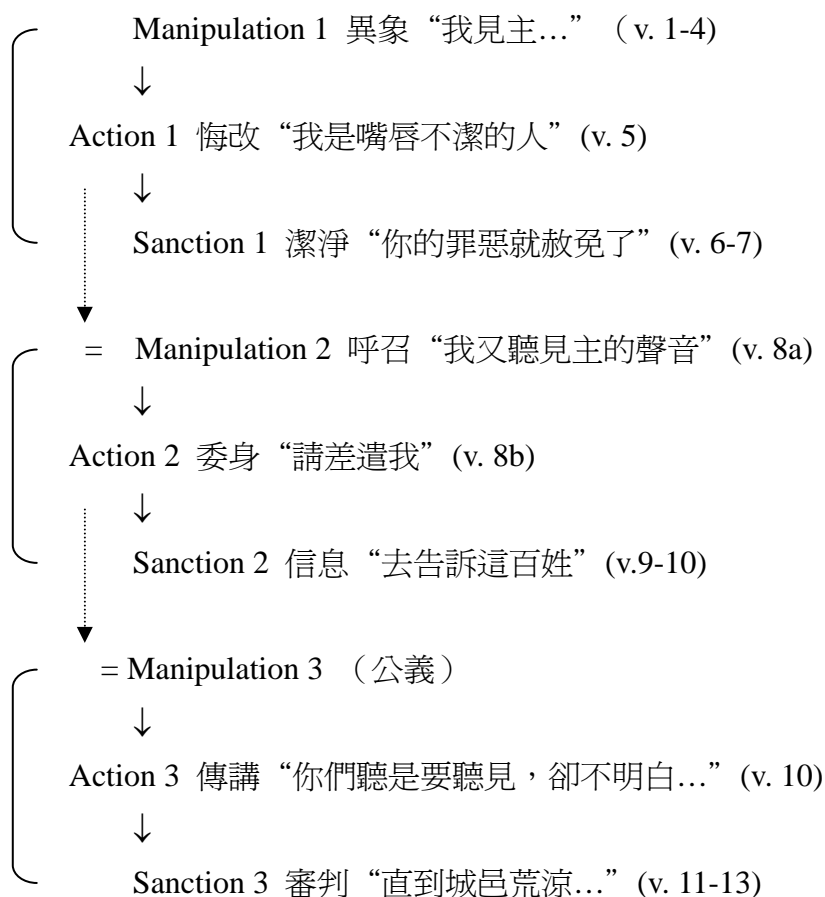 Manipulation 1 異象“我見主…”（v. 1-4)
↓
Action 1 悔改“我是嘴唇不潔的人”(v. 5)
↓
Sanction 1 潔淨“你的罪惡就赦免了”(v. 6-7)
= Manipulation 2 呼召“我又聽見主的聲音”(v. 8a)
↓
Action 2 委身“請差遣我”(v. 8b)
↓
Sanction 2 信息“去告訴這百姓”(v.9-10)
= Manipulation 3 （公義）
↓
Action 3 傳講“你們聽是要聽見，卻不明白…”(v. 10)
↓
Sanction 3 審判“直到城邑荒涼…”(v. 11-13)